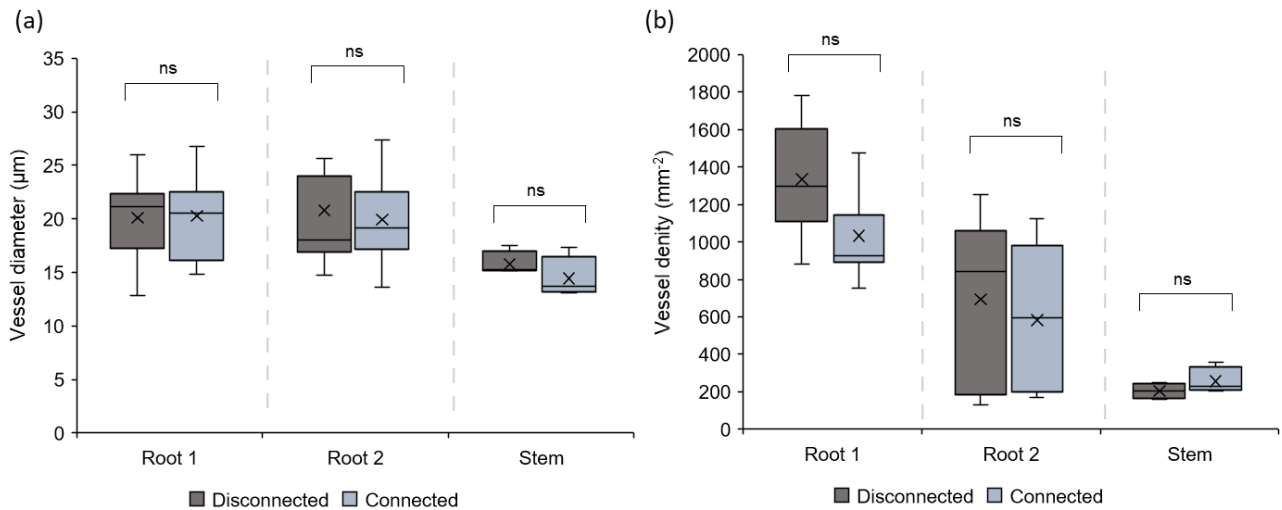 (a)
Vessel diameter (μm)
35
30
25
20
15
10
5
0
ns
ns
ns
Root 1 Root 2 Stem
Disconnected Connected
(b)
Vessel denity (mm-2)
2000
1800
1600
1400
1200
1000
800
600
400
200
0
ns
ns
ns
Root 1 Root 2 Stem
Disconnected Connected